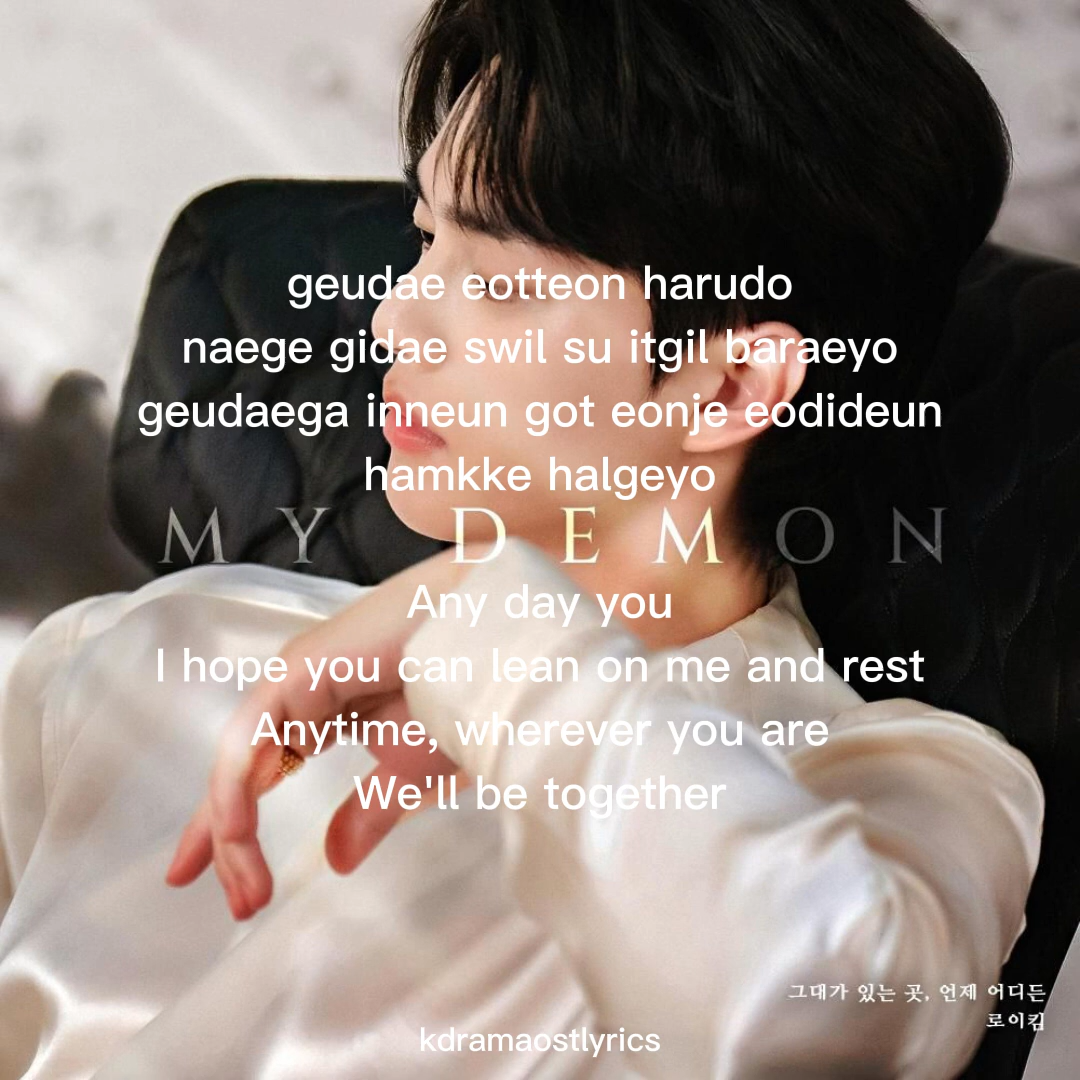 geudae eotteon harudo
naege gidae swil su itgil baraeyo
geudaega inneun got eonje eodideun
hamkke halgeyo
MY DEMON
Any day you
I hope you can lean on me and rest
Anytime, wherever you are
We'll be together
그대가 있는 곳, 언제 어디든
로이킴
kdramaostlyrics